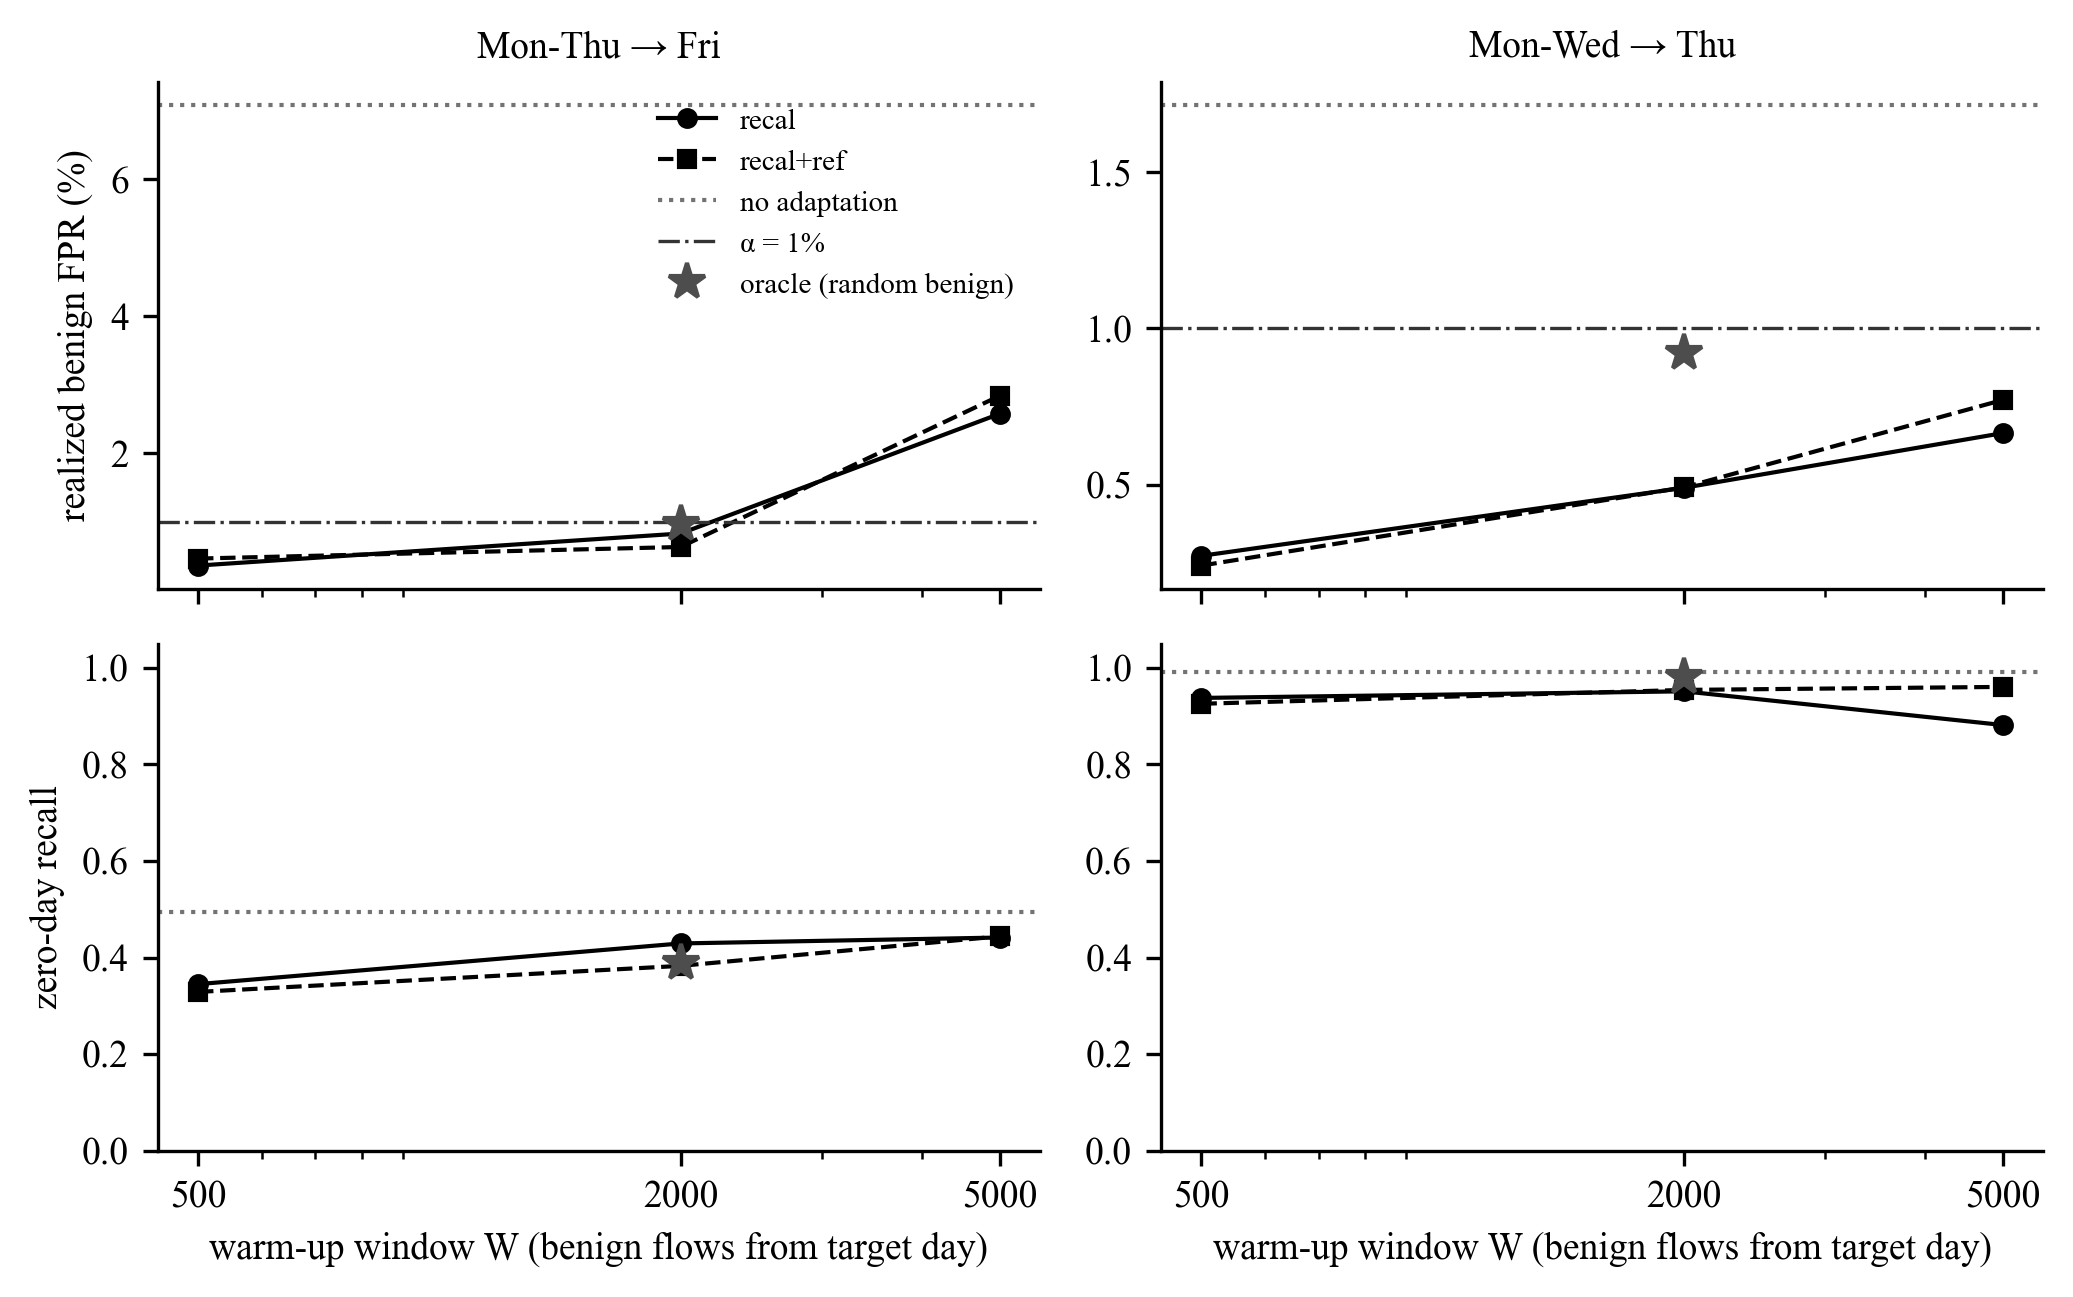 Mon-Thu → Fri
Mon-Wed → Thu
realized benign FPR (%)
6
4
2
recal
recal+ref
no adaptation
α = 1%
oracle (random benign)
1.5
1.0
0.5
zero-day recall
1.0
0.8
0.6
0.4
0.2
0.0
500
2000
5000
warm-up window W (benign flows from target day)
1.0
0.8
0.6
0.4
0.2
0.0
500
2000
5000
warm-up window W (benign flows from target day)